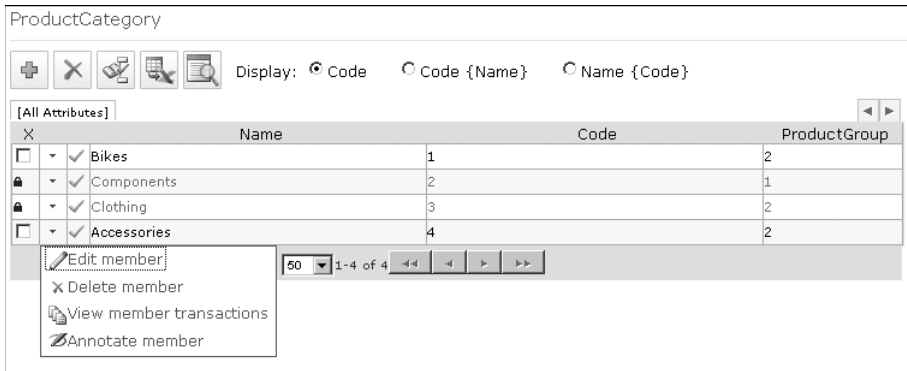 ProductCategory
Display: Code Code {Name} Name {Code}
[All Attributes]
X Name Code ProductGroup
Bikes 1 2
Components 2 1
Clothing 3 2
Accessories 4 2
Edit member 50 1-4 of 4
Delete member
View member transactions
Annotate member